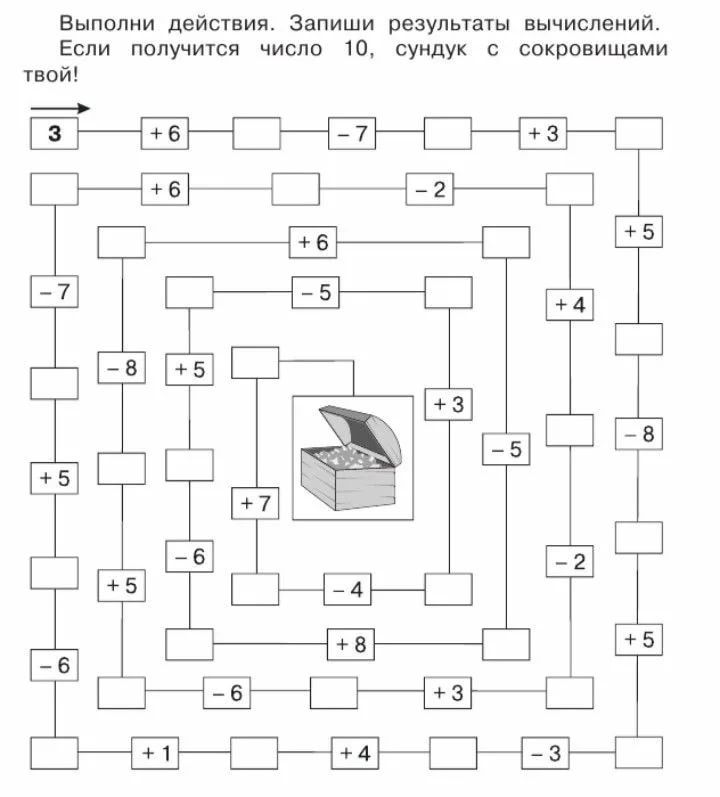 Выполни действия. Запиши результаты вычислений.
Если получится число 10, сундук с сокровищами
твой!
3 + 6 − 7 + 3
+ 6 − 2
+ 5
+ 6
− 7 − 5
+ 4
− 8 + 5
+ 3
− 8
− 5
+ 5
+ 7
− 6
− 2
+ 5 − 4
+ 5
+ 8
− 6
− 6 + 3
+ 1 + 4 − 3